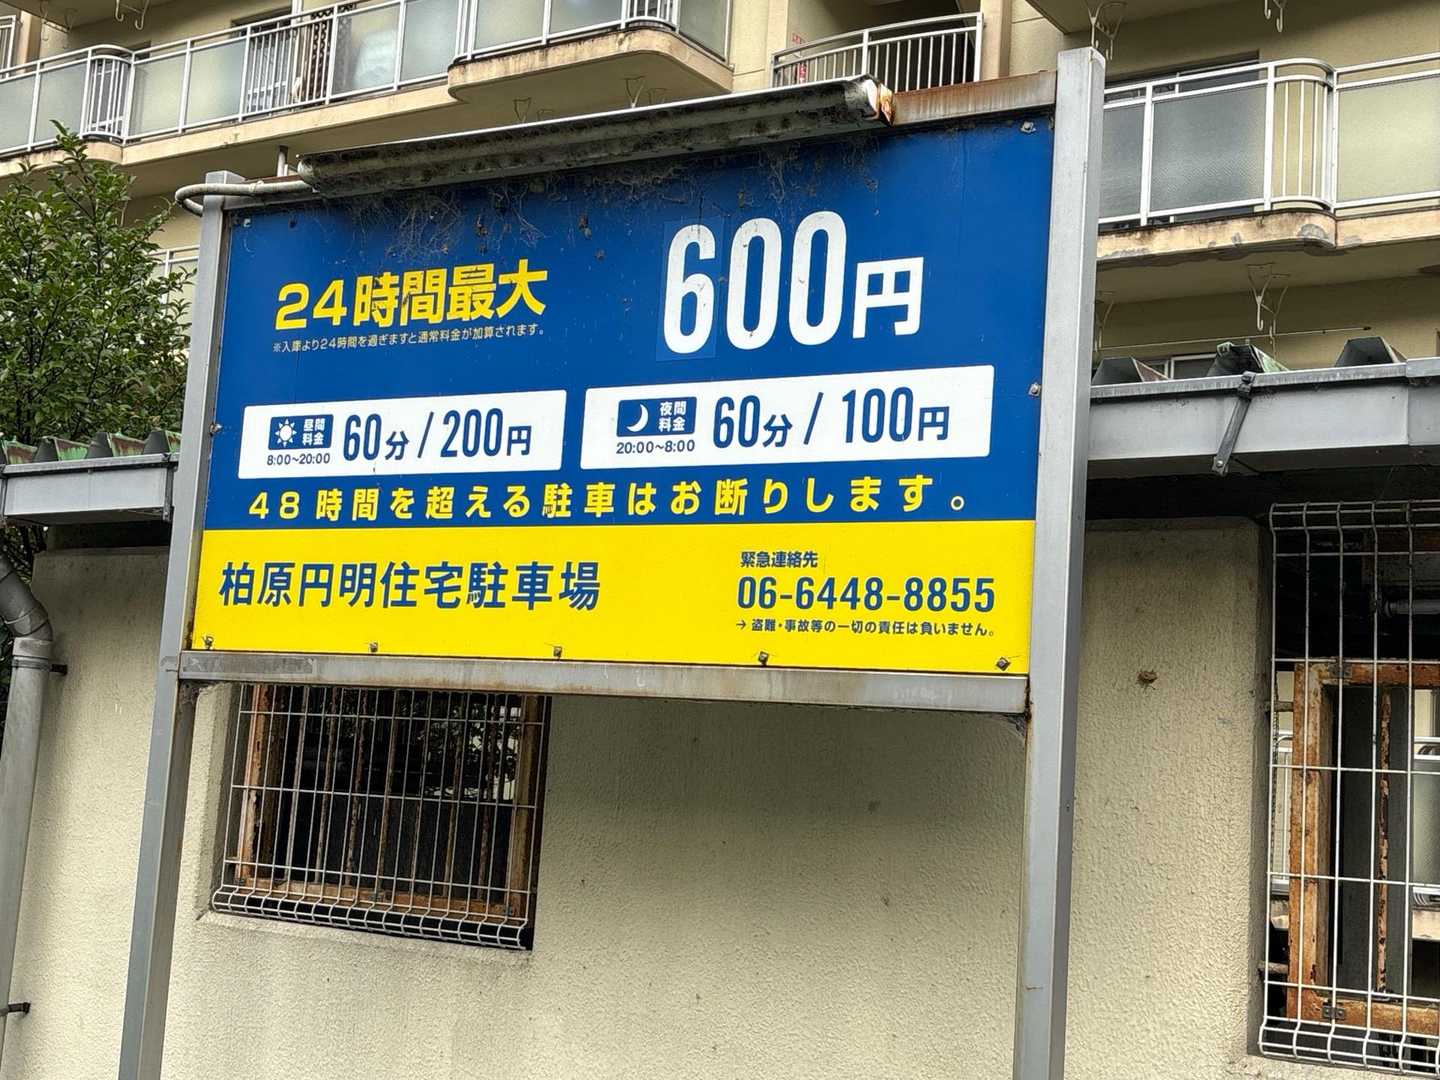 24時間最大
600円
※入庫より24時間を過ぎますと通常料金が加算されます。
昼間料金
8:00~20:00
60分/200円
夜間料金
20:00~8:00
60分/100円
48時間を超える駐車はお断りします。
柏原円明住宅駐車場
緊急連絡先
06-6448-8855
→ 盗難・事故等の一切の責任は負いません。